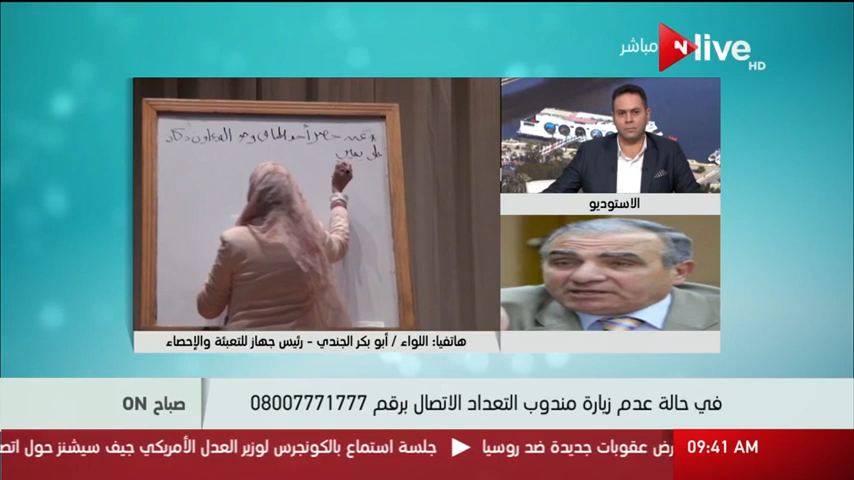 مباشر ON live
HD
الاستوديو
هاتفيا: اللواء / أبو بكر الجندي - رئيس جهاز للتعبئة والإحصاء
في حالة عدم زيارة مندوب التعداد الاتصال برقم 08007771777
صباح ON
رض عقوبات جديدة ضد روسيا
جلسة استماع بالكونجرس لوزير العدل الأمريكي جيف سيشنز حول اتص
09:41 AM